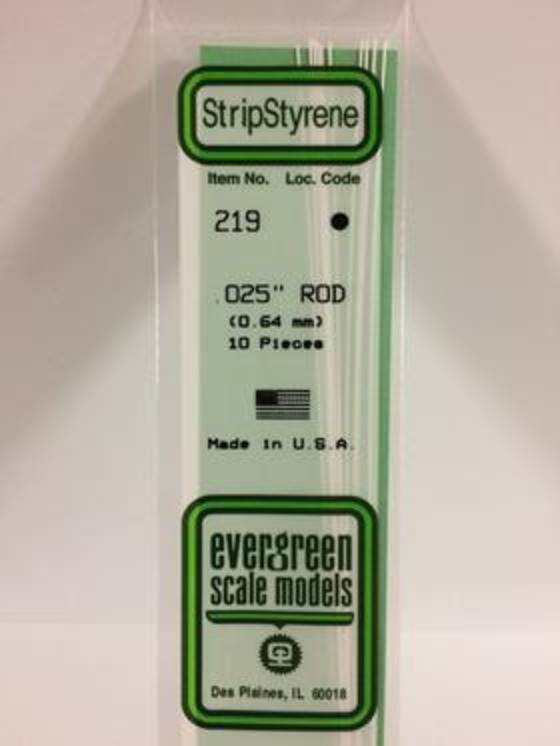 StripStyrene
Item No. Loc. Code
219 ●
.025" ROD
(0.64 mm)
10 Pieces
Made in U.S.A.
evergreen
scale models
Des Plaines, IL 60018